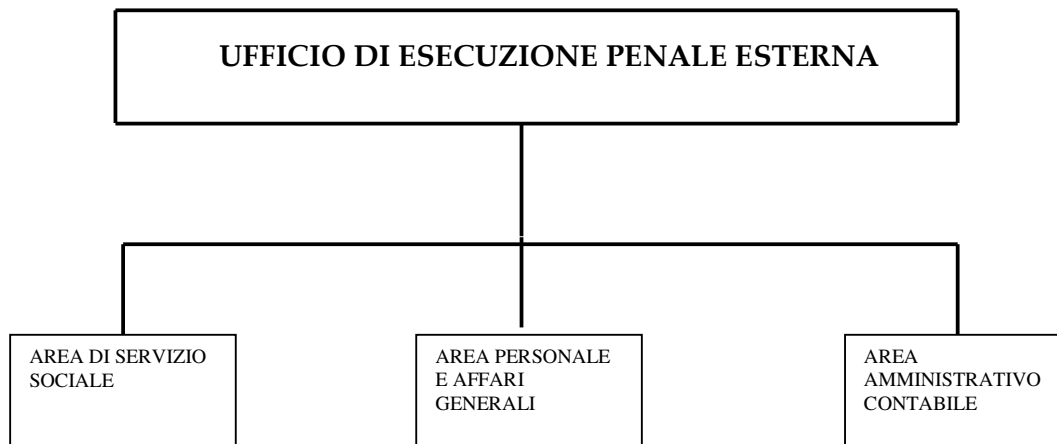 UFFICIO DI ESECUZIONE PENALE ESTERNA
AREA DI SERVIZIO
SOCIALE
AREA PERSONALE
E AFFARI
GENERALI
AREA
AMMINISTRATIVO
CONTABILE